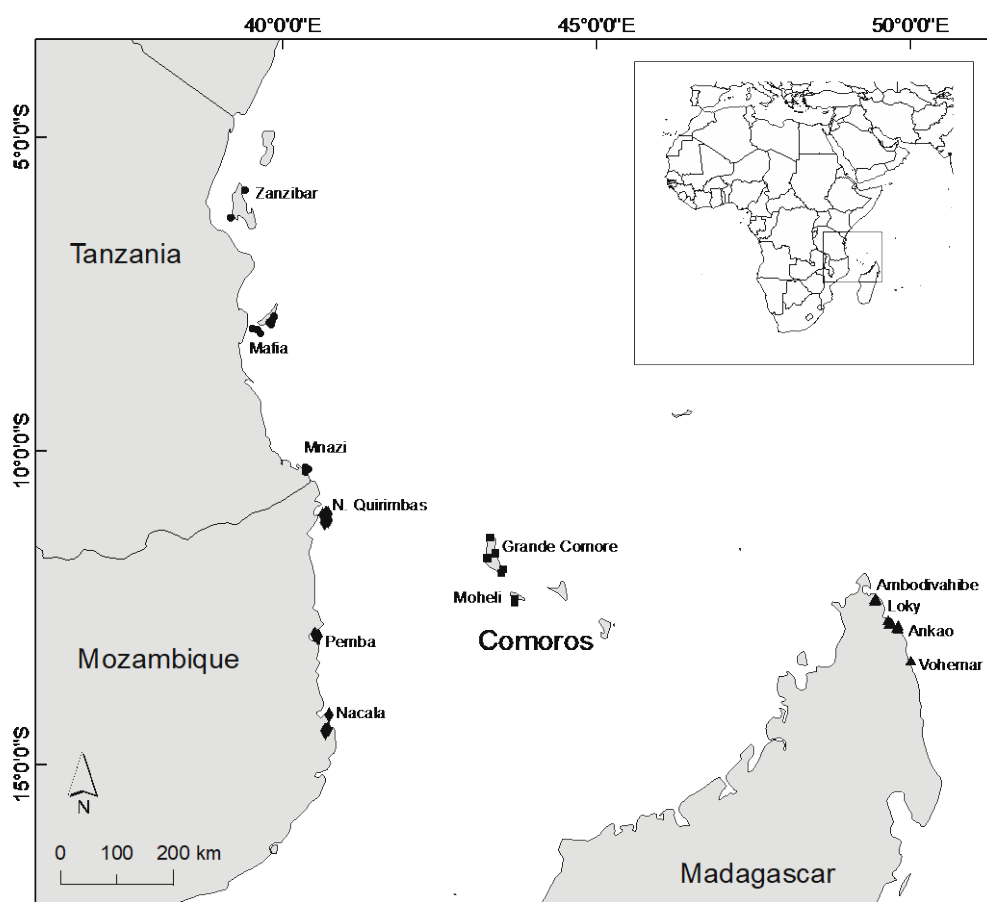 40°0'0"E
45°0'0"E
50°0'0"E
5°0'0"S
Zanzibar
Tanzania
Mafia
10°0'0"S
Mnazi
N. Quirimbas
Grande Comore
Moheli
Ambodivahibe
Loky
Ankao
Comoros
Pemba
Mozambique
Vohemar
Nacala
15°0'0"S
N
0 100 200 km
Madagascar